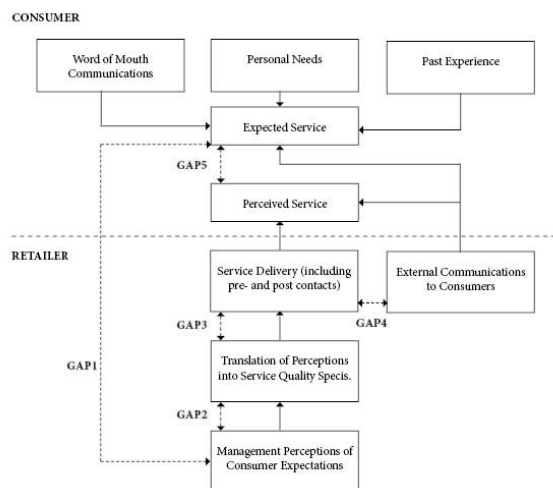 CONSUMER
Word of Mouth
Communications
Personal Needs
Past Experience
Expected Service
GAP5
Perceived Service
RETAILER
Service Delivery (including
pre- and post contacts)
External Communications
to Consumers
GAP4
GAP3
GAP1
Translation of Perceptions
into Service Quality Specis.
GAP2
Management Perceptions of
Consumer Expectations